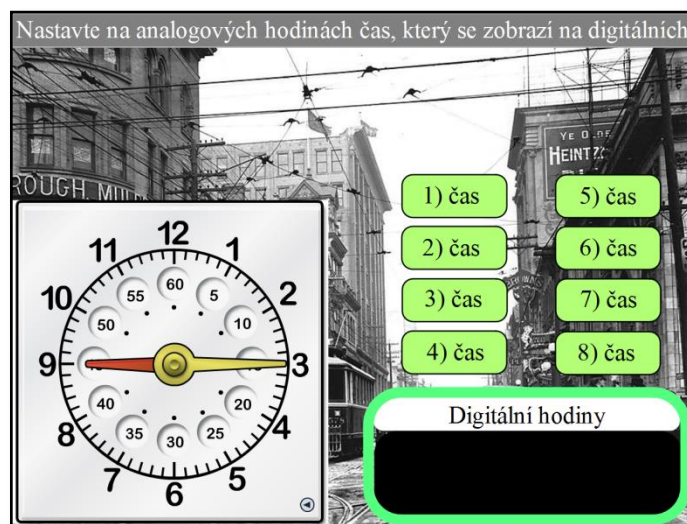 Nastavte na analogových hodinách čas, který se zobrazí na digitálních
YE OLDE
HEINTZ
ROUGH, MUL
1) čas
5) čas
2) čas
6) čas
3) čas
7) čas
4) čas
8) čas
Digitální hodiny
12
11
1
10
2
9
3
8
4
7
5
6
60
55
5
50
10
40
20
35
25
30